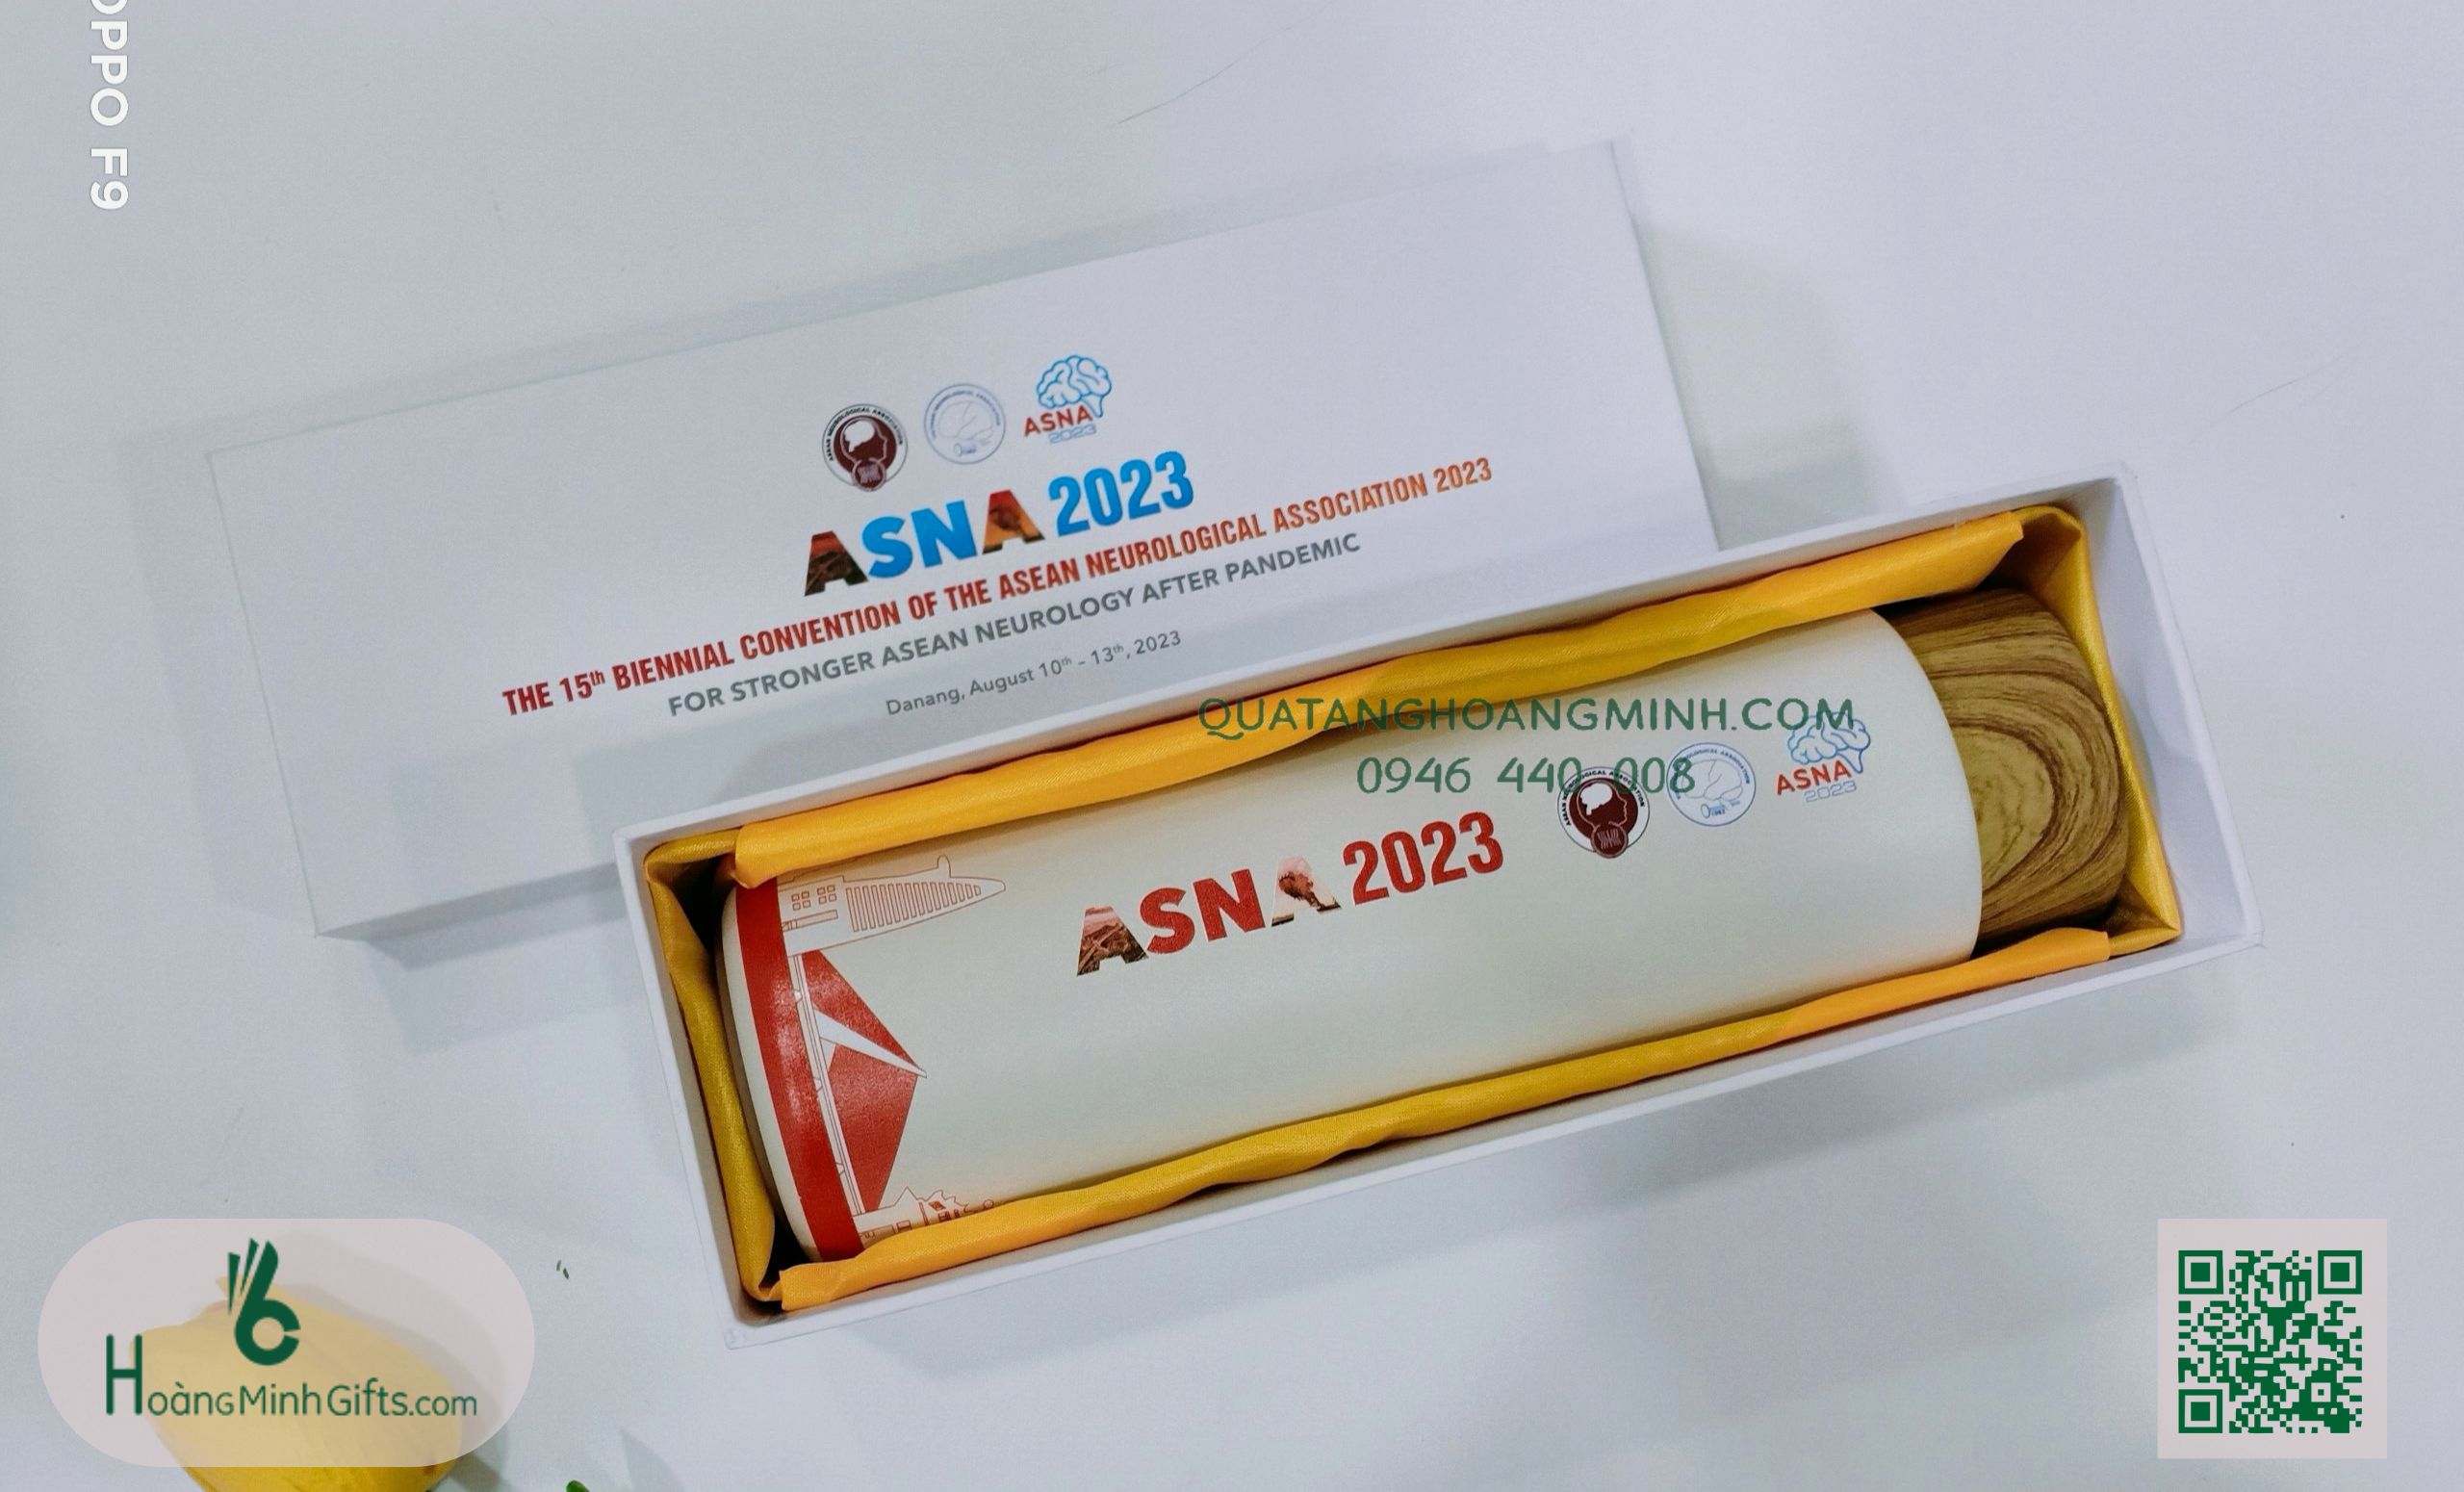 OPPO F9
ASNA
2023
ASNA 2023
THE 15th BIENNIAL CONVENTION OF THE ASEAN NEUROLOGICAL ASSOCIATION 2023
FOR STRONGER ASEAN NEUROLOGY AFTER PANDEMIC
Danang, August 10th - 13th, 2023
QUATANGHOANGMINH.COM
0946 440 008
ASNA
2023
ASNA 2023
HoàngMinhGifts.com